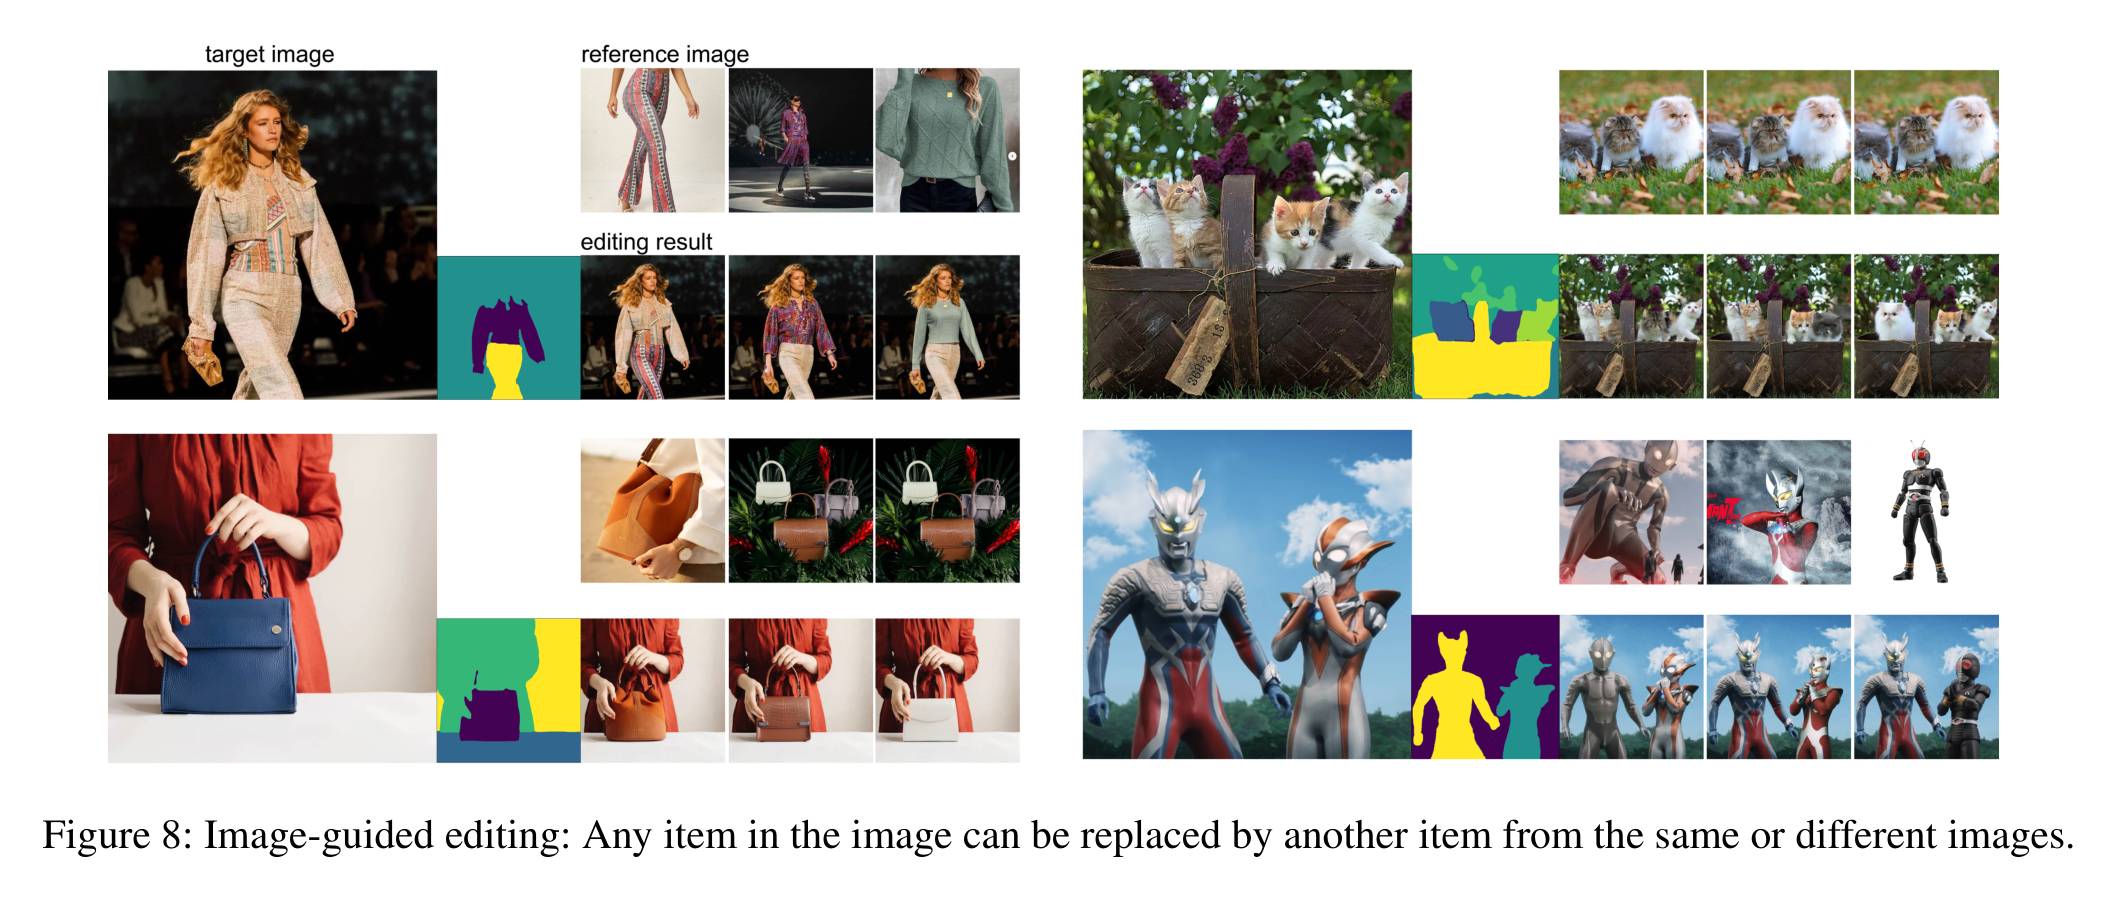 target image
reference image
editing result
Figure 8: Image-guided editing: Any item in the image can be replaced by another item from the same or different images.